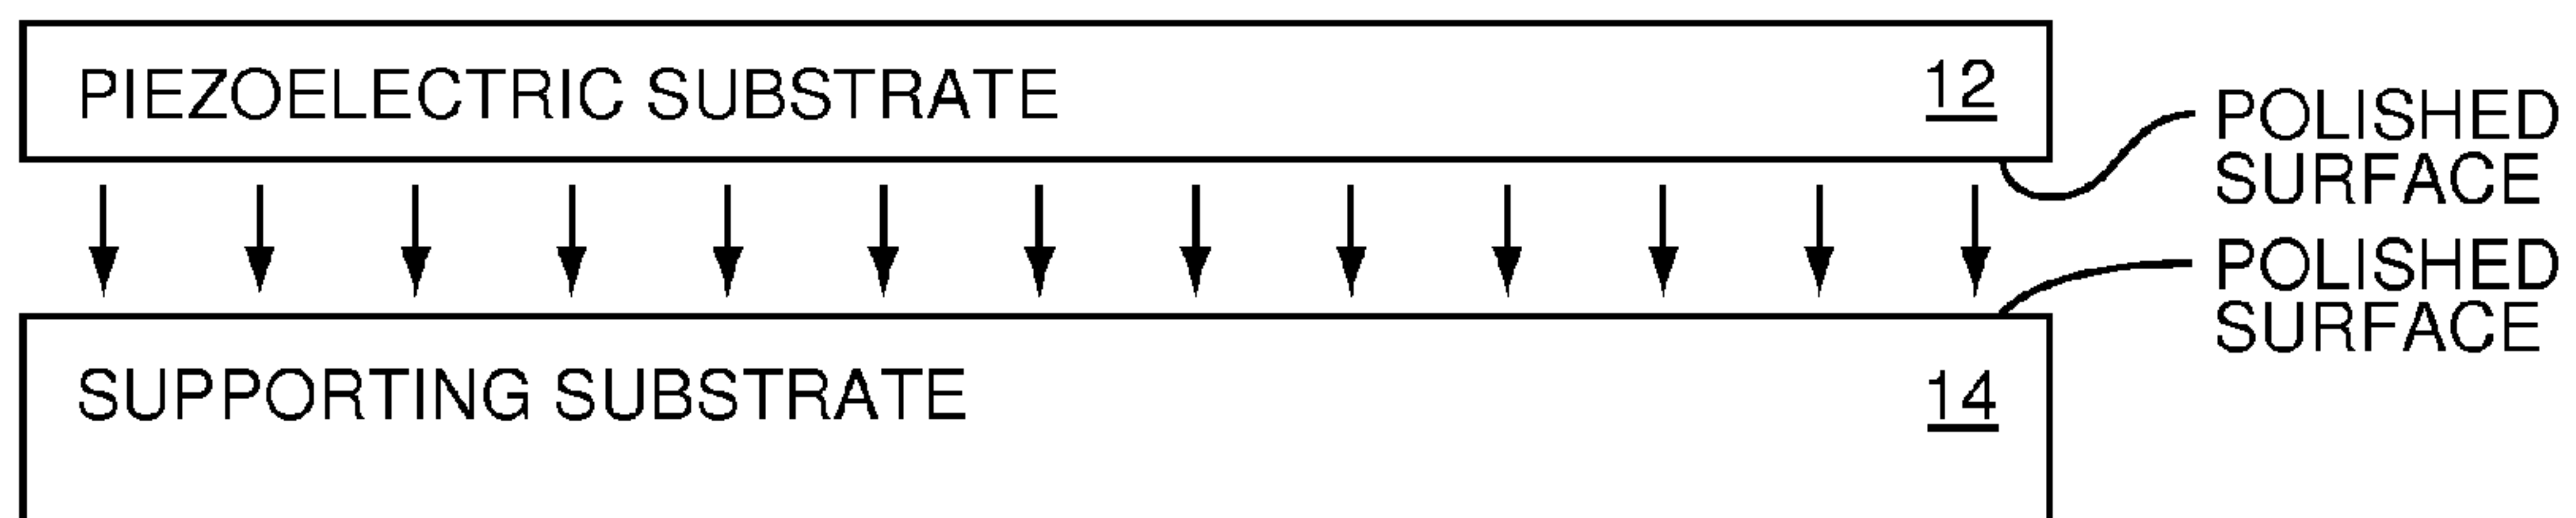 PIEZOELECTRIC SUBSTRATE 12
POLISHED
SURFACE
POLISHED
SURFACE
SUPPORTING SUBSTRATE 14